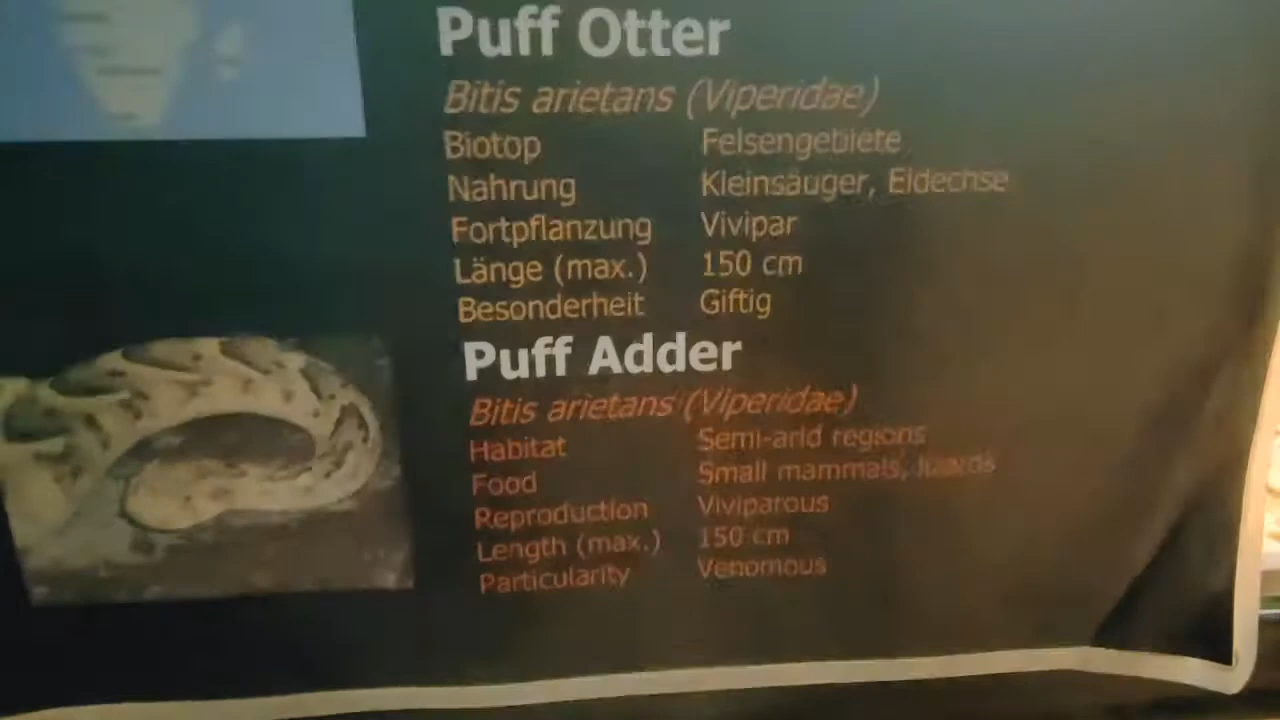 Puff Otter
Bitis arietans (Viperidae)
Biotop Felsengebiete
Nahrung Kleinsäuger, Eidechse
Fortpflanzung Vivipar
Länge (max.) 150 cm
Besonderheit Giftig
Puff Adder
Bitis arietans (Viperidae)
Habitat Semi-arid regions
Food Small mammals, lizards
Reproduction Viviparous
Length (max.) 150 cm
Particularity Venomous